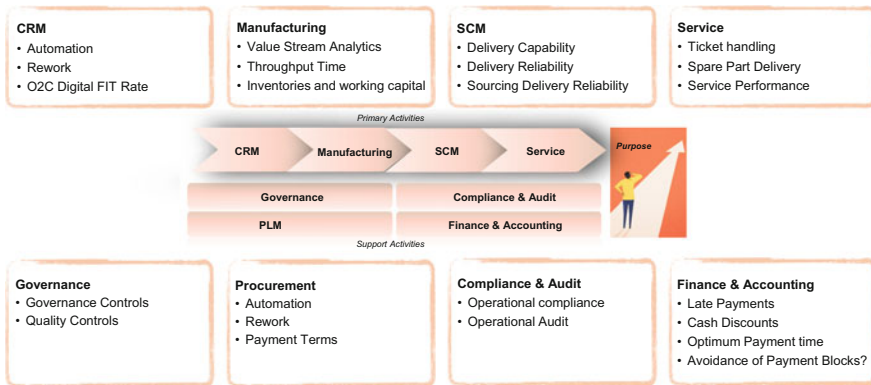 CRM
• Automation
• Rework
• O2C Digital FIT Rate
Manufacturing
• Value Stream Analytics
• Throughput Time
• Inventories and working capital
SCM
• Delivery Capability
• Delivery Reliability
• Sourcing Delivery Reliability
Service
• Ticket handling
• Spare Part Delivery
• Service Performance
Primary Activities
CRM
Manufacturing
SCM
Service
Purpose
Governance
Compliance & Audit
PLM
Finance & Accounting
Support Activities
Governance
• Governance Controls
• Quality Controls
Procurement
• Automation
• Rework
• Payment Terms
Compliance & Audit
• Operational compliance
• Operational Audit
Finance & Accounting
• Late Payments
• Cash Discounts
• Optimum Payment time
• Avoidance of Payment Blocks?